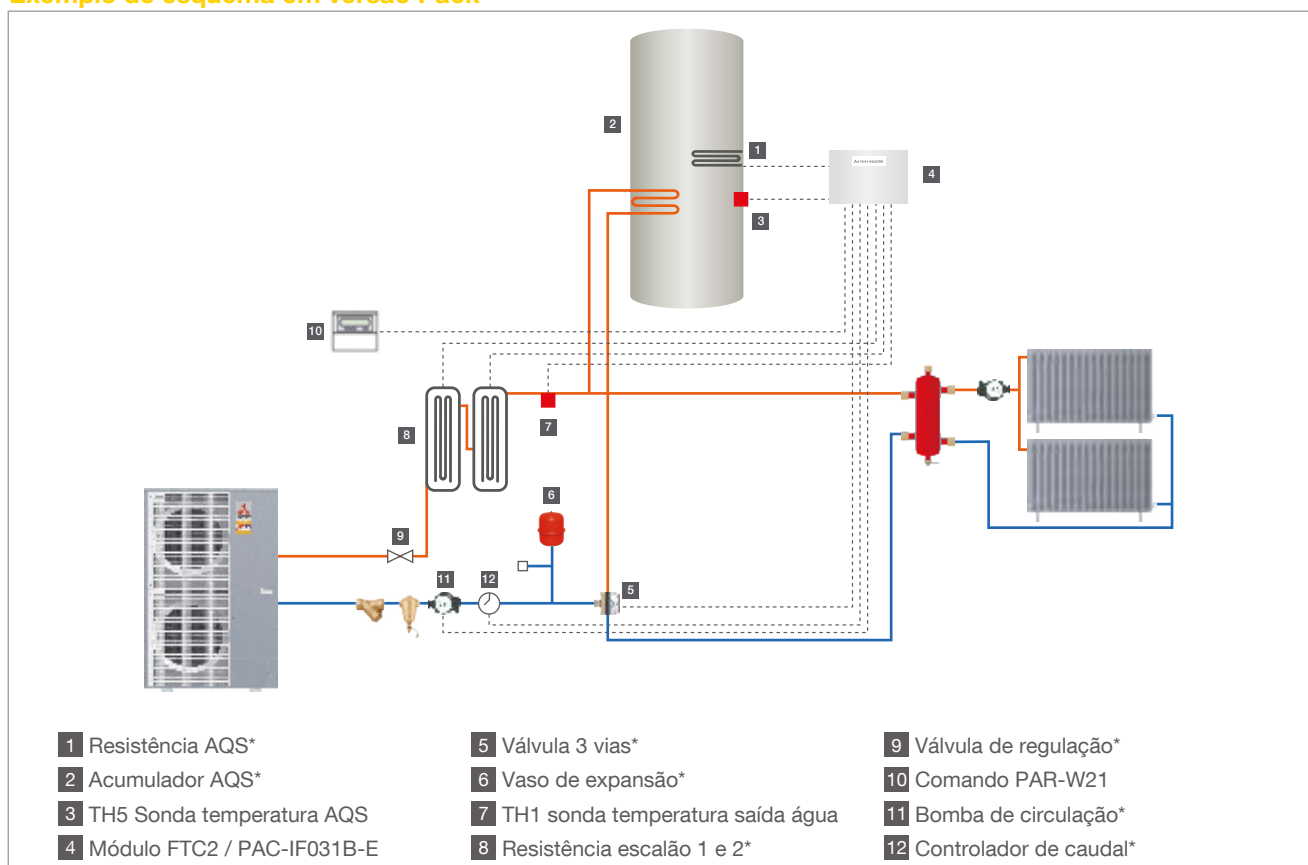 Exemplo de esquema em versão Pack
2
1
4
3
10
8
7
6
9
11
12
5
1 Resistência AQS*
2 Acumulador AQS*
3 TH5 Sonda temperatura AQS
4 Módulo FTC2 / PAC-IF031B-E
5 Válvula 3 vias*
6 Vaso de expansão*
7 TH1 sonda temperatura saída água
8 Resistência escalão 1 e 2*
9 Válvula de regulação*
10 Comando PAR-W21
11 Bomba de circulação*
12 Controlador de caudal*